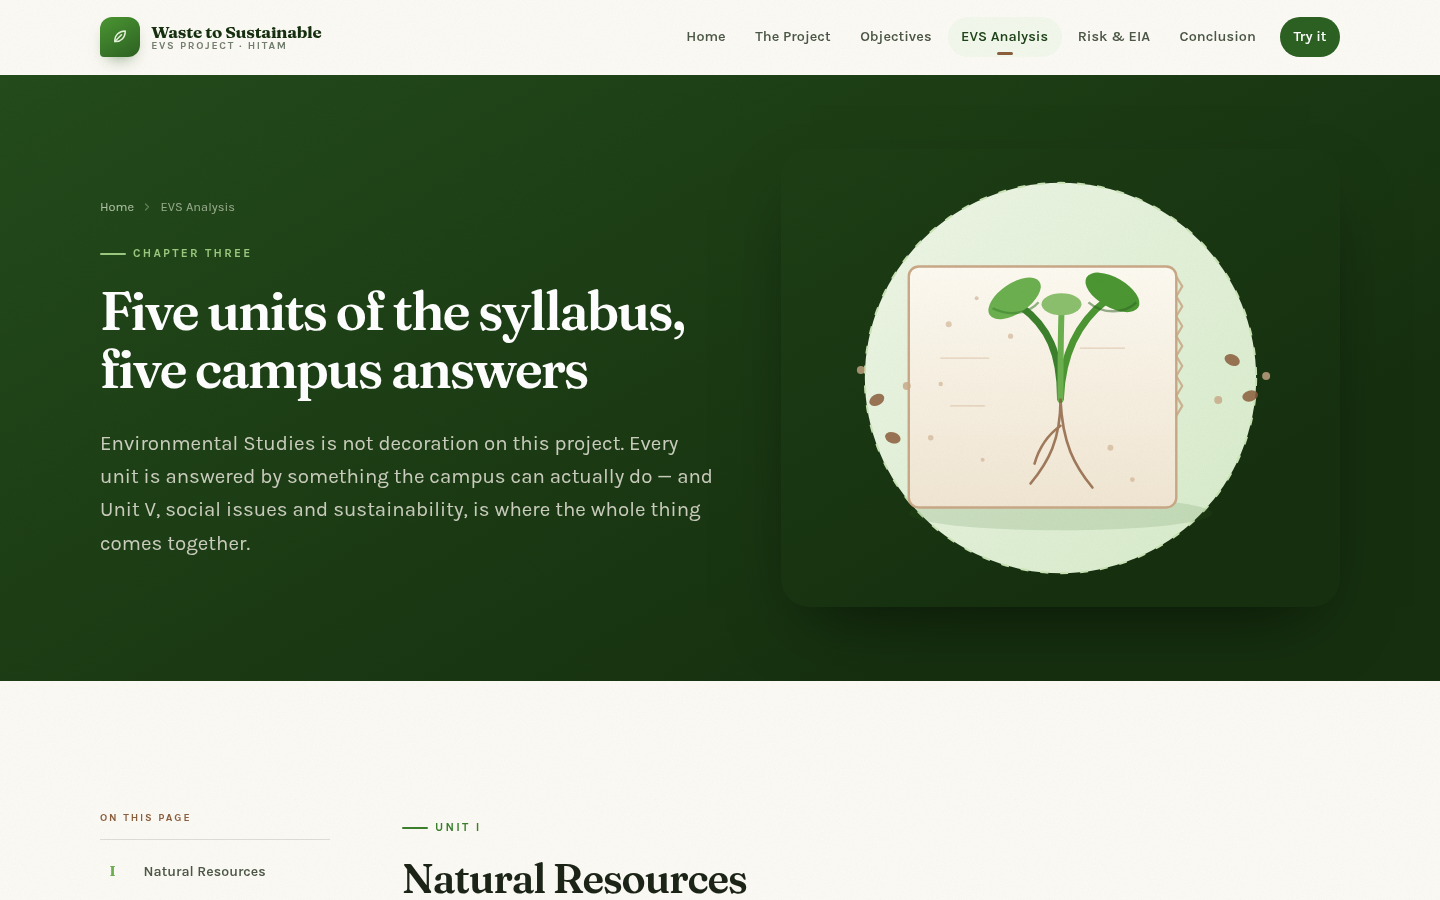 Waste to Sustainable
EVS PROJECT · HITAM
Home
The Project
Objectives
EVS Analysis
Risk & EIA
Conclusion
Try it
Home > EVS Analysis
CHAPTER THREE
Five units of the syllabus,
five campus answers
Environmental Studies is not decoration on this project. Every
unit is answered by something the campus can actually do — and
Unit V, social issues and sustainability, is where the whole thing
comes together.
ON THIS PAGE
I Natural Resources
UNIT I
Natural Resources